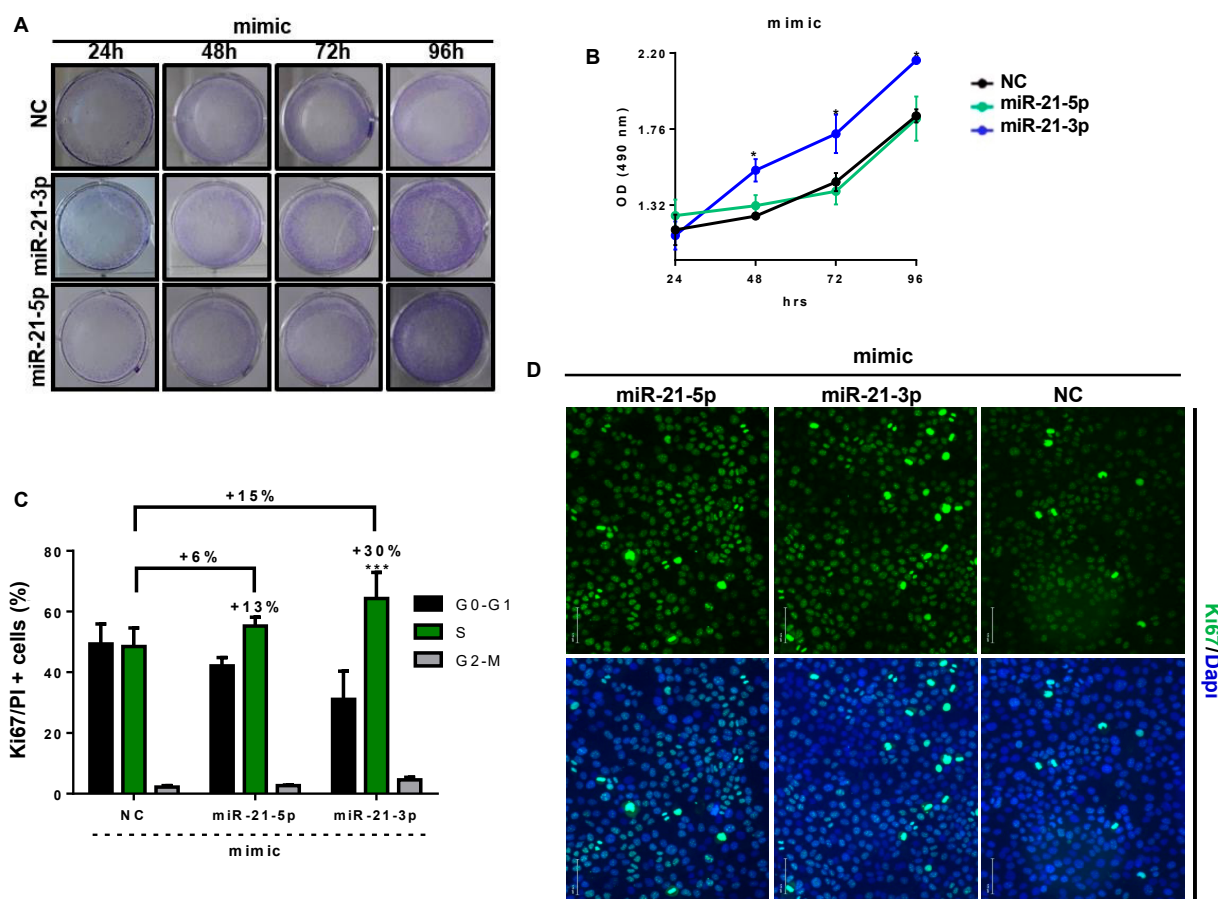 A
mimic
24h 48h 72h 96h
NC
miR-21-3p
miR-21-5p
B
mimic
2.20
1.76
1.32
OD (490 nm)
*
*
*
24 48 72 96
hrs
NC
miR-21-5p
miR-21-3p
C
+15%
+6%
+30%
***
+13%
80
60
40
20
0
Ki67/PI + cells (%)
G0-G1
S
G2-M
NC miR-21-5p miR-21-3p
mimic
D
mimic
miR-21-5p miR-21-3p NC
Ki67/Dapi